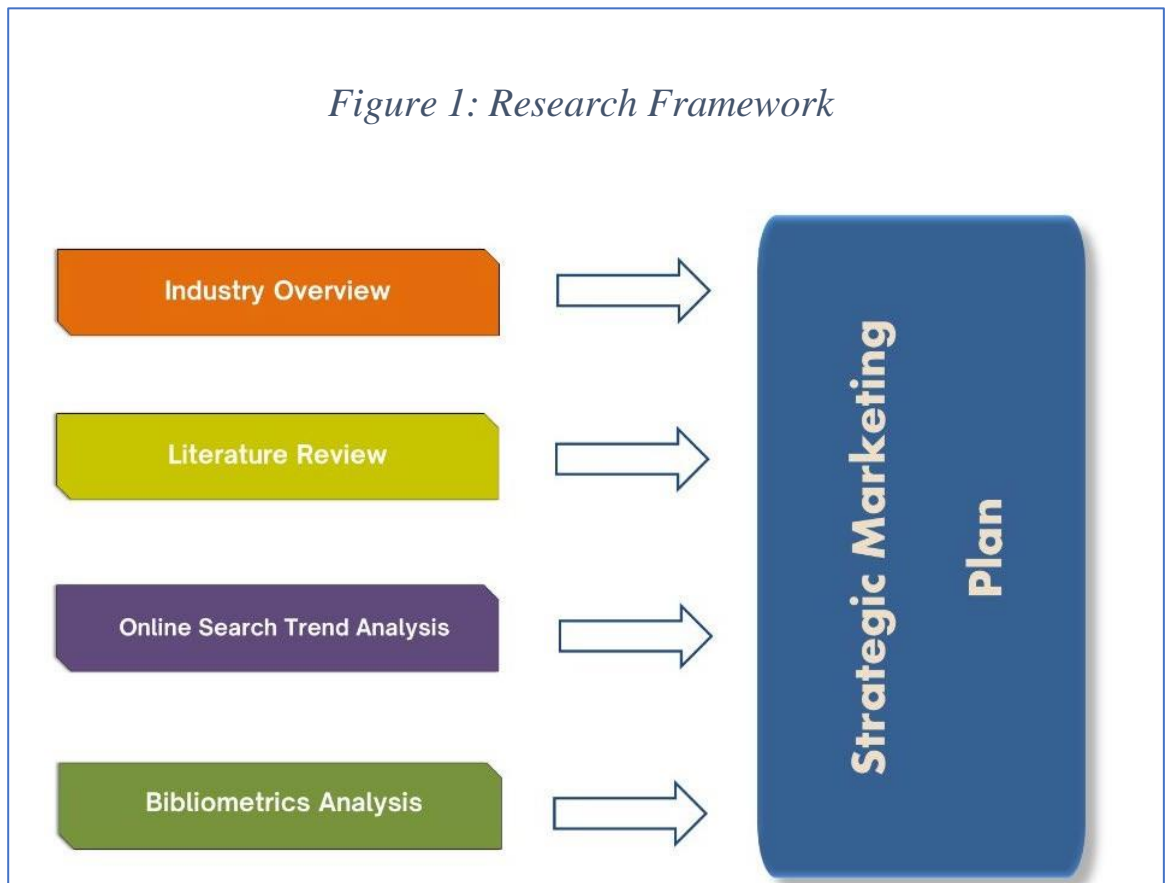 Figure 1: Research Framework
Industry Overview
Literature Review
Online Search Trend Analysis
Bibliometrics Analysis
Strategic Marketing
Plan